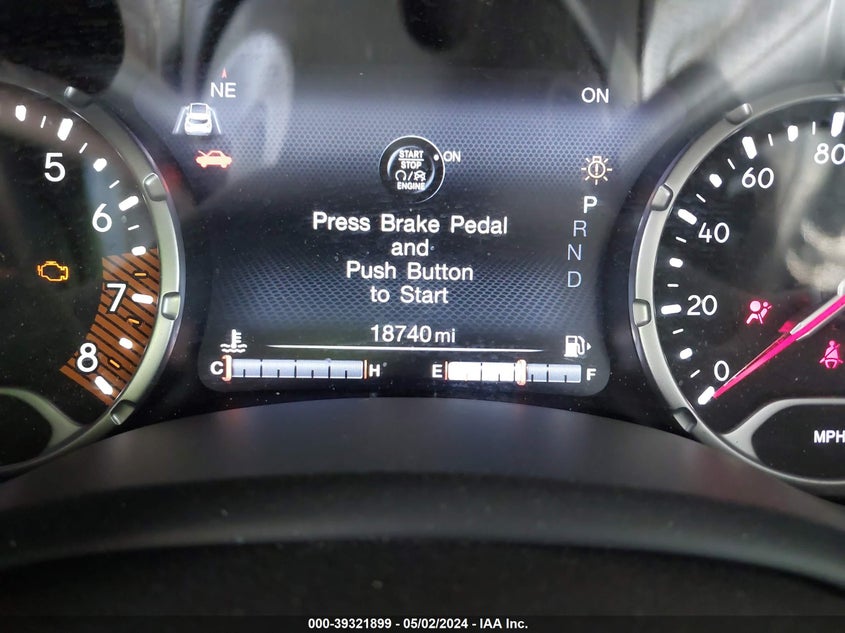 NE
ON
START
STOP
ENGINE
ON
Press Brake Pedal
and
Push Button
to Start
P
R
N
D
18740 mi
C H
E F
5
6
7
8
80
60
40
20
0
MPH
000-39321899 - 05/02/2024 - IAA Inc.